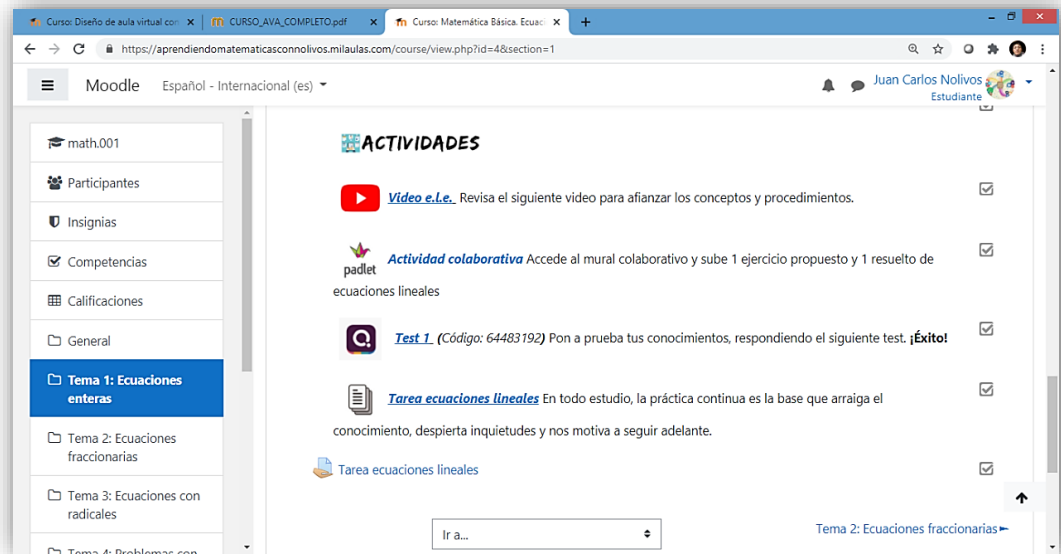 Curso: Diseño de aula virtual con
CURSO_AVA_COMPLETO.pdf
Curso: Matemática Básica. Ecuaci
https://aprendiendomatematicasconnolivos.milaulas.com/course/view.php?id=4&section=1
Moodle
Español - Internacional (es)
Juan Carlos Nolivos
Estudiante
math.001
Participantes
Insignias
Competencias
Calificaciones
General
Tema 1: Ecuaciones
enteras
Tema 2: Ecuaciones
fraccionarias
Tema 3: Ecuaciones con
radicales
Tema 4: Problemas con
ACTIVIDADES
Video e.l.e. Revisa el siguiente video para afianzar los conceptos y procedimientos.
padlet
Actividad colaborativa Accede al mural colaborativo y sube 1 ejercicio propuesto y 1 resuelto de
ecuaciones lineales
Test 1 (Código: 64483192) Pon a prueba tus conocimientos, respondiendo el siguiente test. ¡Éxito!
Tarea ecuaciones lineales En todo estudio, la práctica continua es la base que arraiga el
conocimiento, despierta inquietudes y nos motiva a seguir adelante.
Tarea ecuaciones lineales
Ir a...
Tema 2: Ecuaciones fraccionarias